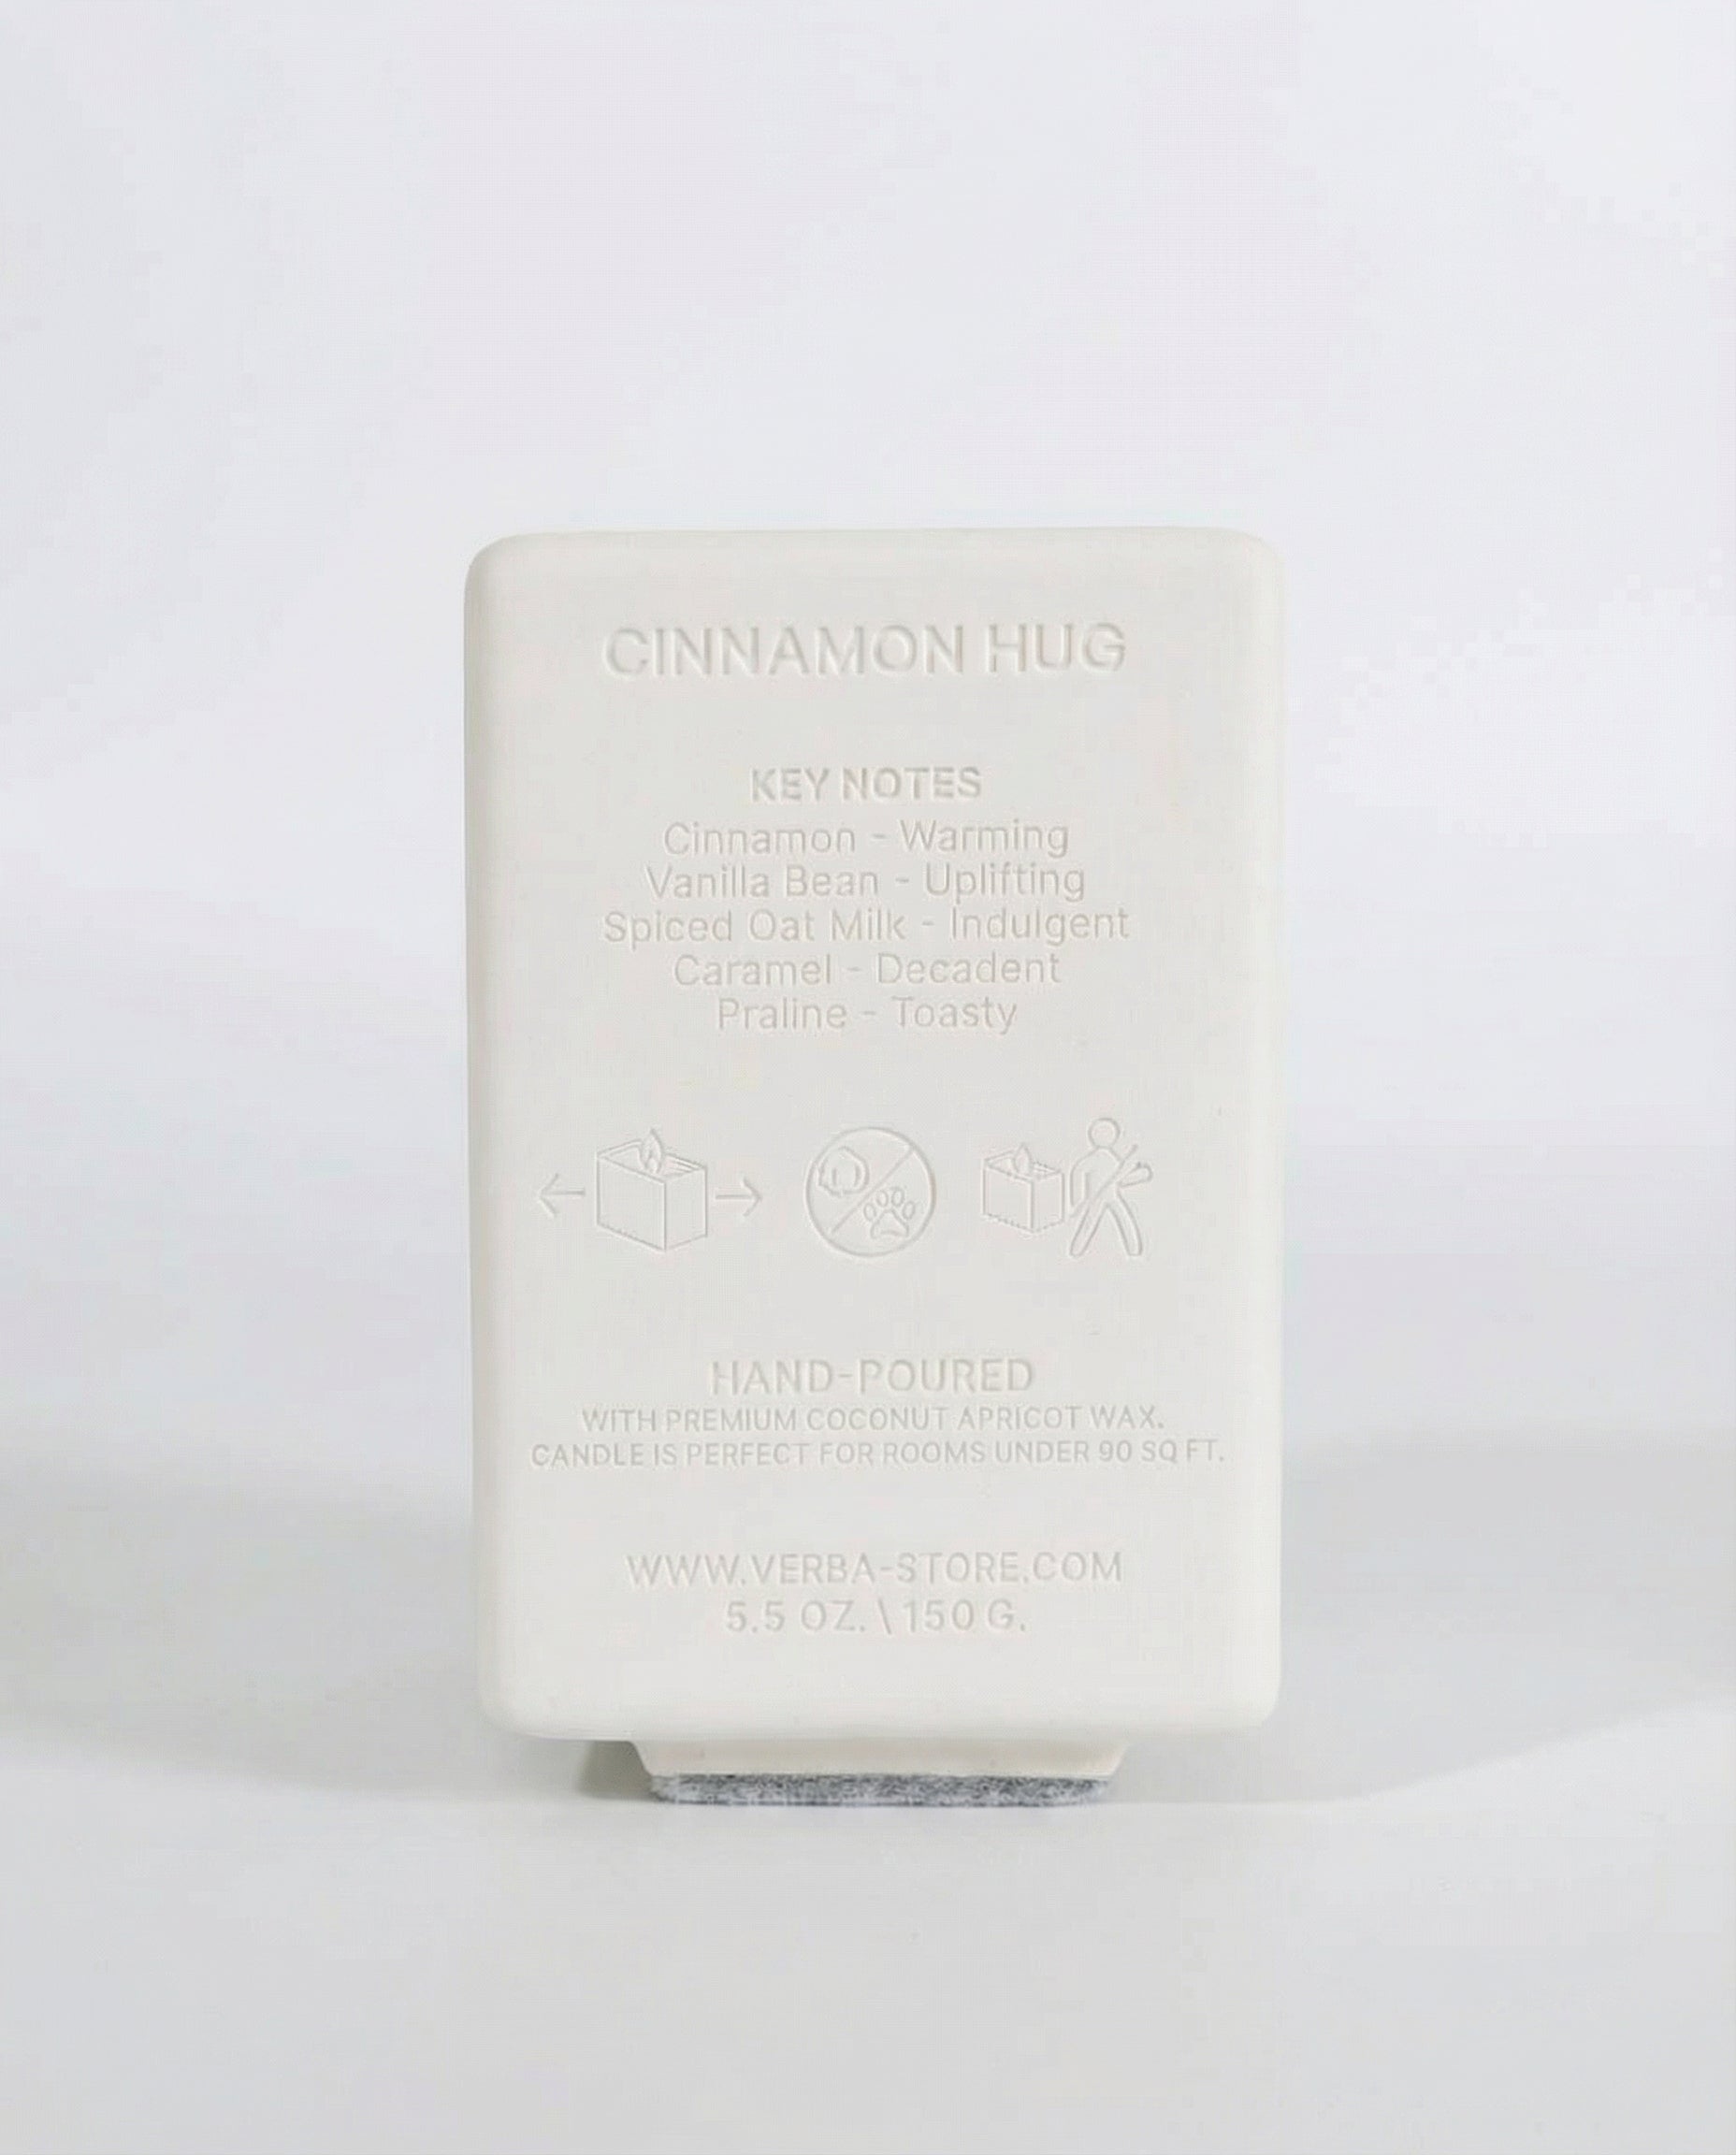 CINNAMON HUG
KEY NOTES
Cinnamon - Warming
Vanilla Bean - Uplifting
Spiced Oat Milk - Indulgent
Caramel - Decadent
Praline - Toasty
HAND-POURED
WITH PREMIUM COCONUT APRICOT WAX.
CANDLE IS PERFECT FOR ROOMS UNDER 90 SQ FT.
WWW.VERBA-STORE.COM
5.5 OZ. \ 150 G.